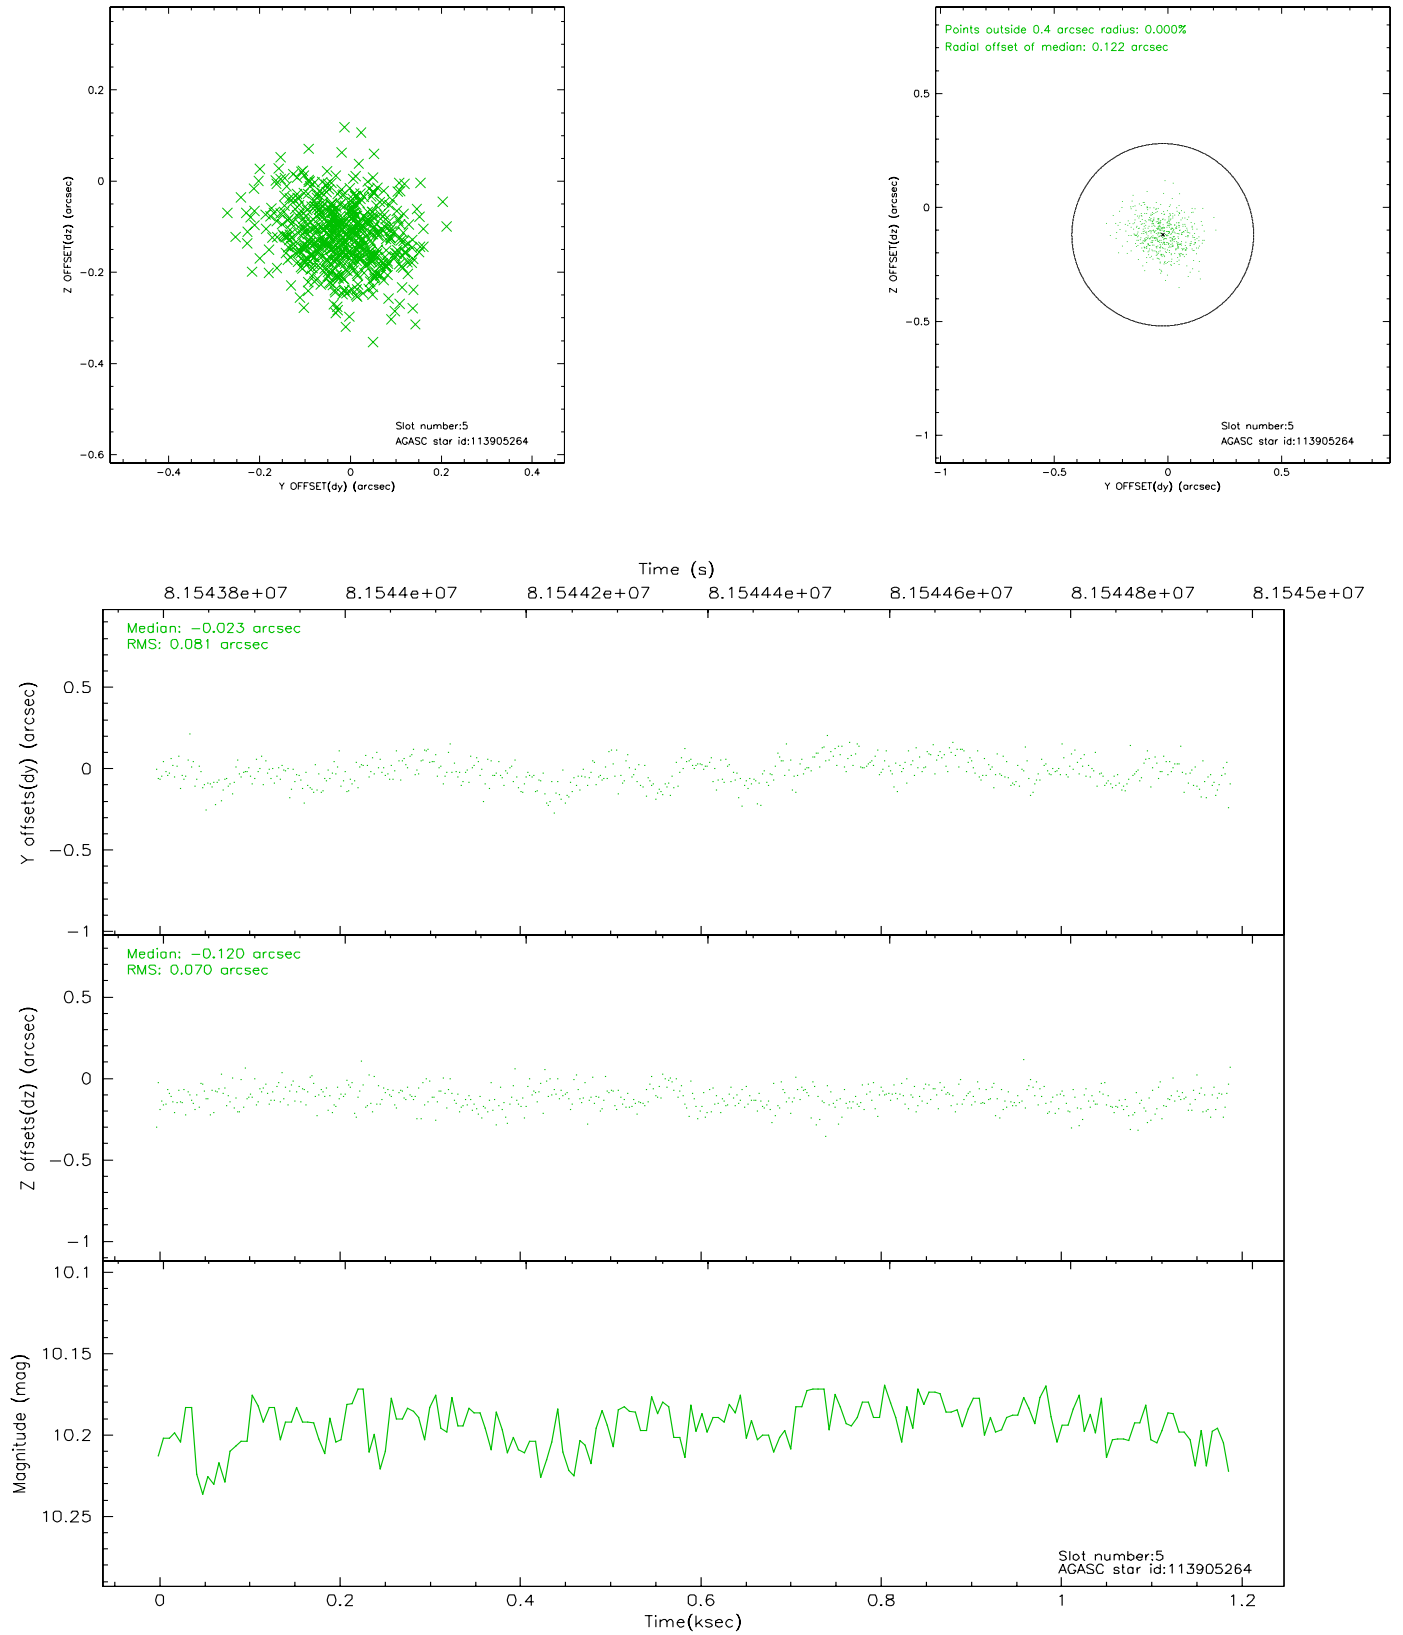 0.2
0
−0.2
−0.4
−0.6
Z OFFSET(dz) (arcsec)
Slot number:5
AGASC star id:113905264
−0.4 −0.2 0 0.2 0.4
Y OFFSET(dy) (arcsec)
Points outside 0.4 arcsec radius: 0.000%
Radial offset of median: 0.122 arcsec
0.5
0
−0.5
−1
Z OFFSET(dz) (arcsec)
Slot number:5
AGASC star id:113905264
−1 −0.5 0 0.5
Y OFFSET(dy) (arcsec)
Time (s)
8.15438e+07 8.1544e+07 8.15442e+07 8.15444e+07 8.15446e+07 8.15448e+07 8.1545e+07
Median: −0.023 arcsec
RMS: 0.081 arcsec
0.5
0
−0.5
−1
Y offsets(dy) (arcsec)
Median: −0.120 arcsec
RMS: 0.070 arcsec
0.5
0
−0.5
−1
Z offsets(dz) (arcsec)
10.1
10.15
10.2
10.25
Magnitude (mag)
Slot number:5
AGASC star id:113905264
0 0.2 0.4 0.6 0.8 1 1.2
Time(ksec)